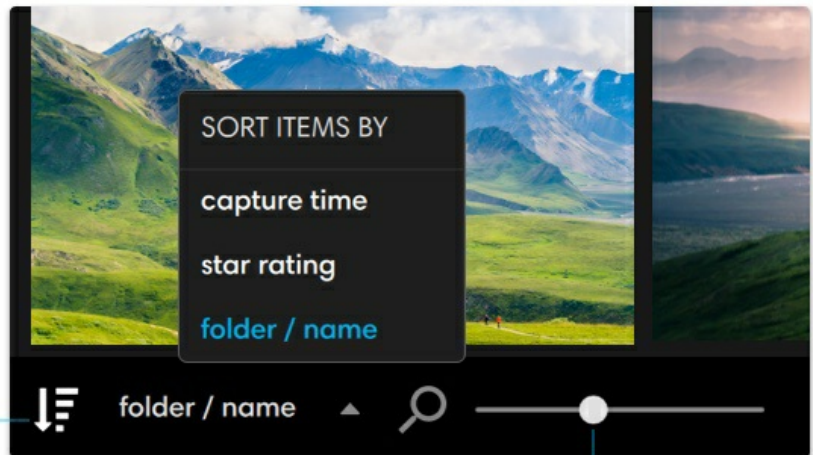 SORT ITEMS BY
capture time
star rating
folder / name
folder / name